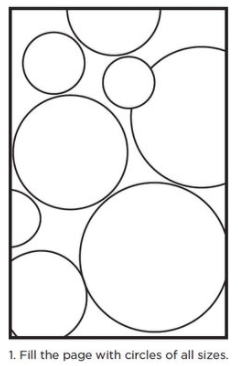 1. Fill the page with circles of all sizes.